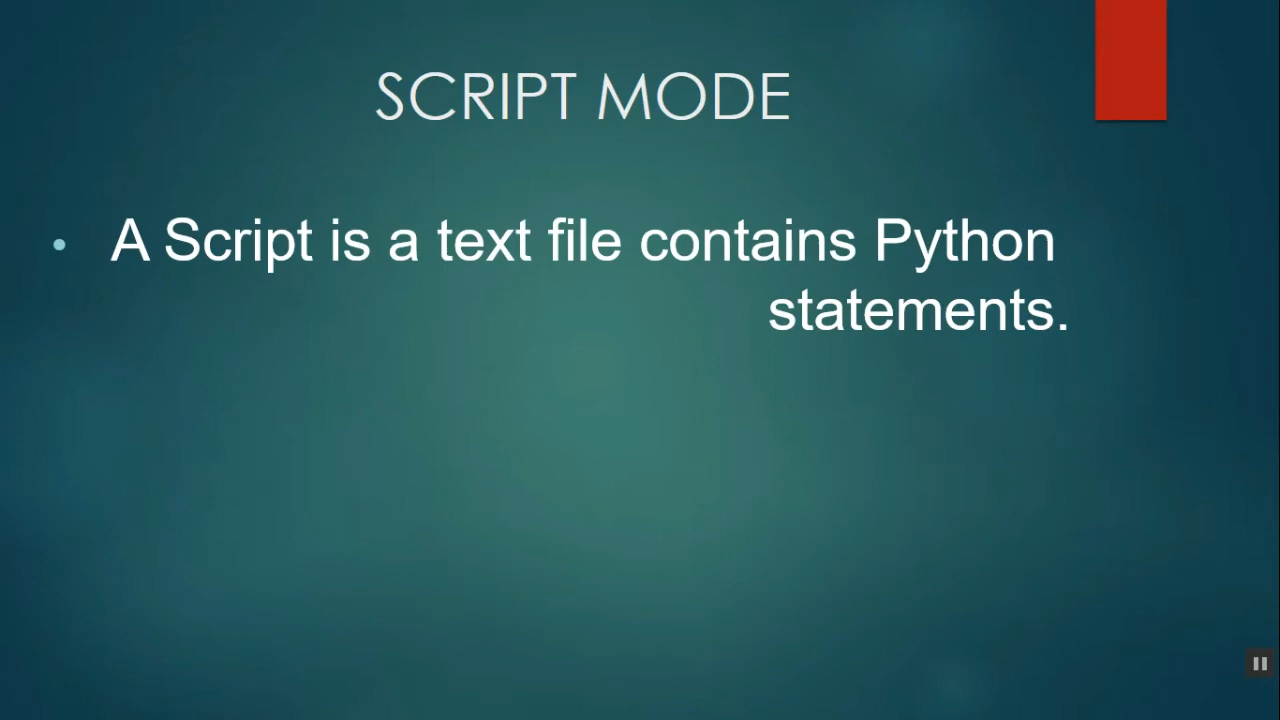 SCRIPT MODE
• A Script is a text file contains Python
statements.